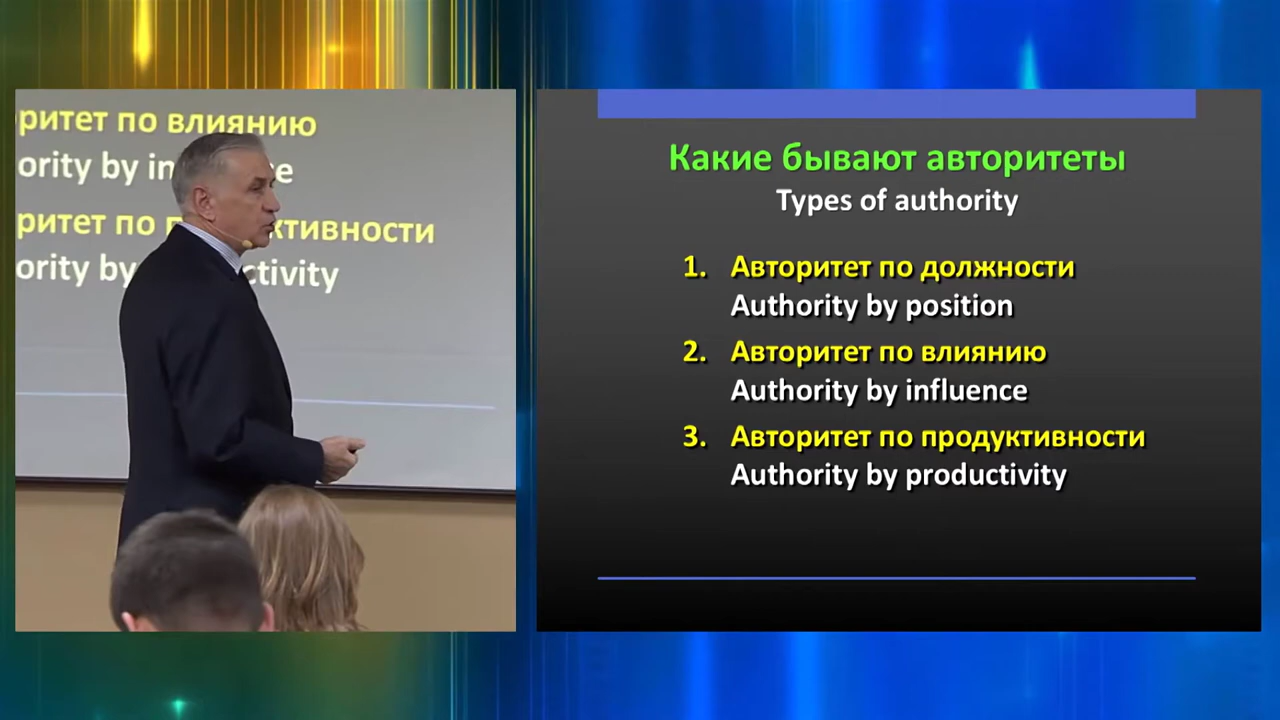 ритет по влиянию
ority by in
e
ритет по
ктивности
ority by
ctivity
Какие бывают авторитеты
Types of authority
1. Авторитет по должности
Authority by position
2. Авторитет по влиянию
Authority by influence
3. Авторитет по продуктивности
Authority by productivity